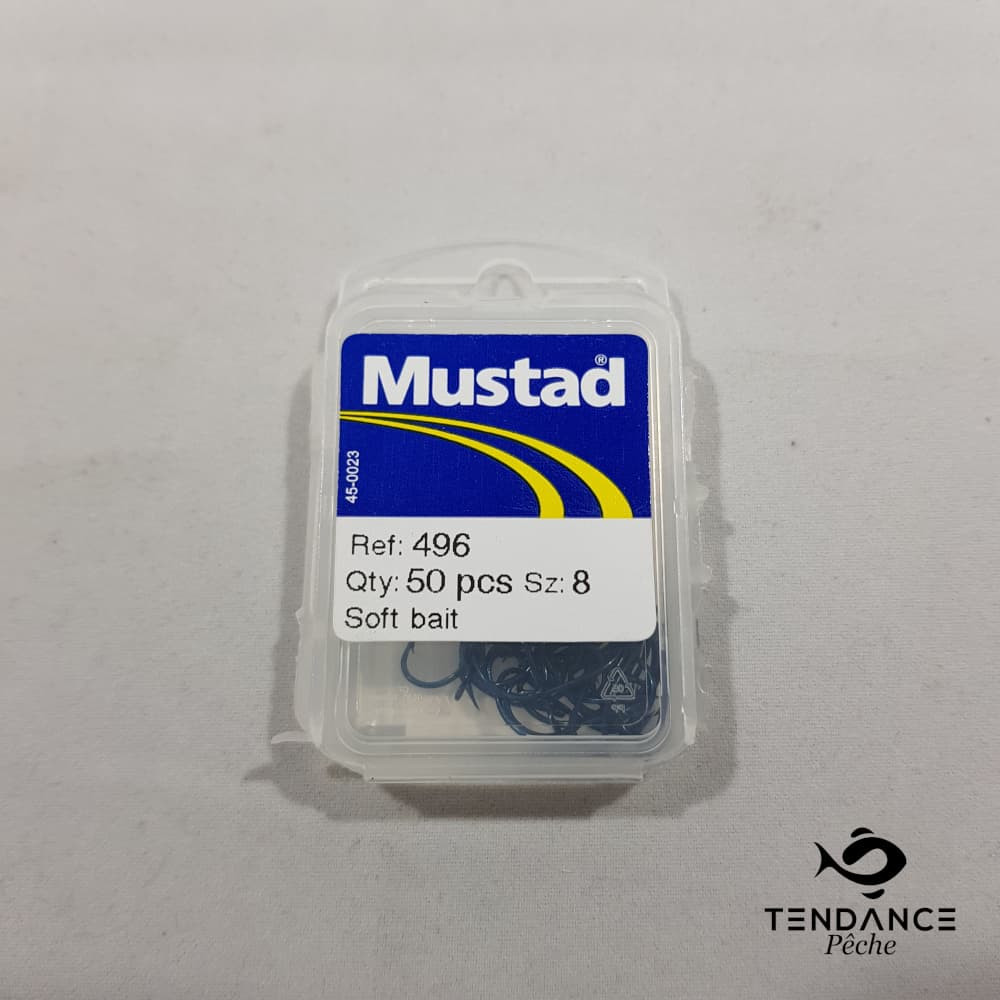 Mustad®
45-0023
Ref: 496
Qty: 50 pcs Sz: 8
Soft bait
TENDANCE
Pêche